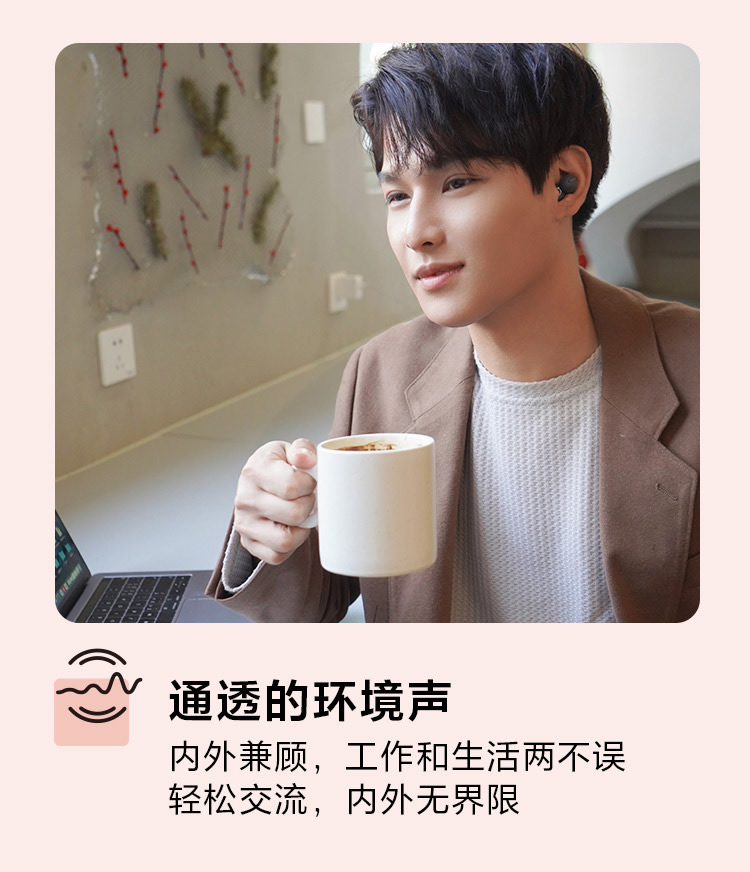 通透的环境声
内外兼顾，工作和生活两不误
轻松交流，内外无界限